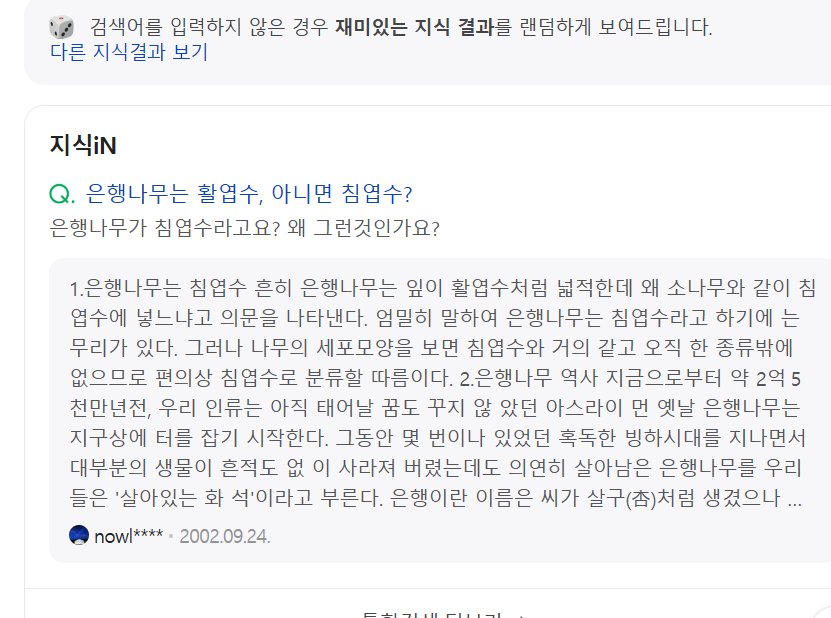 검색어를 입력하지 않은 경우 재미있는 지식 결과를 랜덤하게 보여드립니다.
다른 지식결과 보기
지식iN
Q. 은행나무는 활엽수, 아니면 침엽수?
은행나무가 침엽수라고요? 왜 그런것인가요?
1.은행나무는 침엽수 흔히 은행나무는 잎이 활엽수처럼 넓적한데 왜 소나무와 같이 침
엽수에 넣느냐고 의문을 나타낸다. 엄밀히 말하여 은행나무는 침엽수라고 하기에 는
무리가 있다. 그러나 나무의 세포모양을 보면 침엽수와 거의 같고 오직 한 종류밖에
없으므로 편의상 침엽수로 분류할 따름이다. 2.은행나무 역사 지금으로부터 약 2억 5
천만년전, 우리 인류는 아직 태어날 꿈도 꾸지 않 았던 아스라이 먼 옛날 은행나무는
지구상에 터를 잡기 시작한다. 그동안 몇 번이나 있었던 혹독한 빙하시대를 지나면서
대부분의 생물이 흔적도 없 이 사라져 버렸는데도 의연히 살아남은 은행나무를 우리
들은 '살아있는 화 석'이라고 부른다. 은행이란 이름은 씨가 살구(杏)처럼 생겼으나 ...
nowl**** · 2002.09.24.